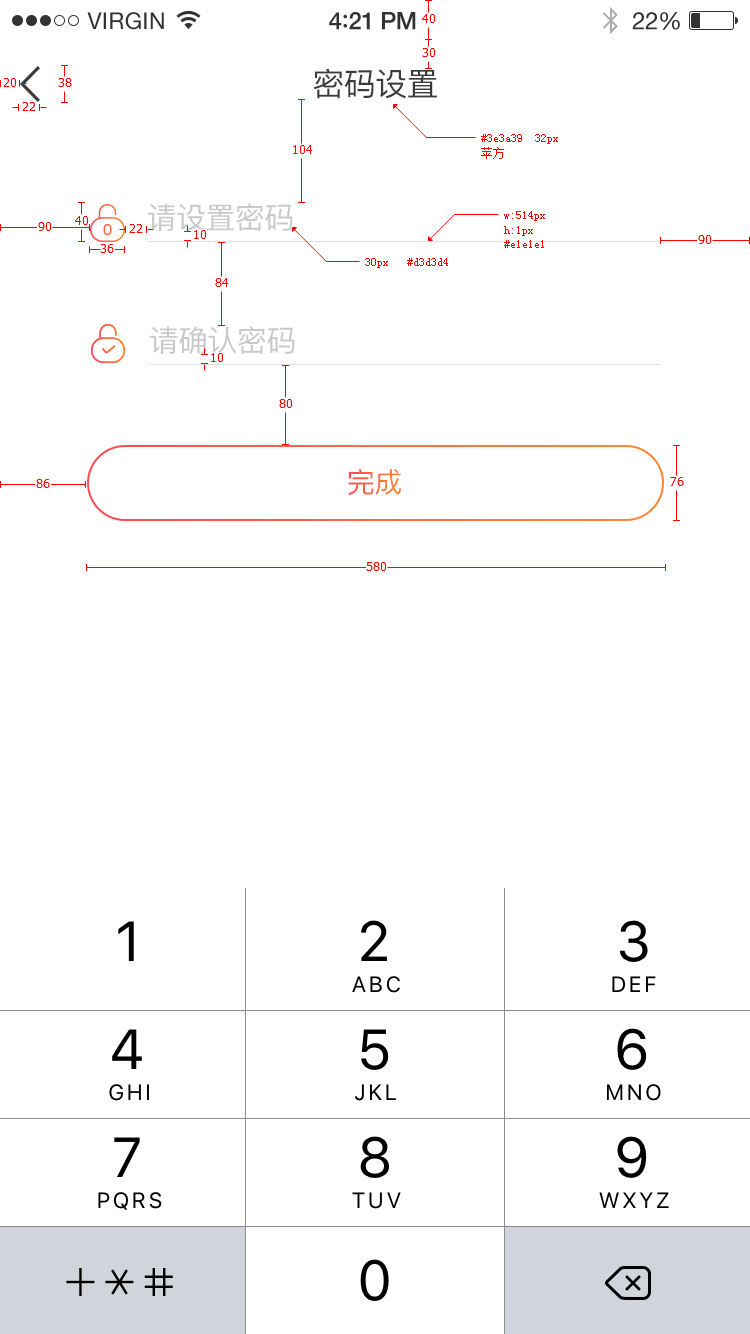 VIRGIN 4:21 PM 40 22%
30
密码设置
20 38
22
#3e3a39 32px
苹方
104
40 请设置密码 w:514px
h:1px
#e1e1e1
90 0 22 10 90
36
30px #d3d3d4
84
请确认密码
10
80
完成
86 76
580
1 2 3
ABC DEF
4 5 6
GHI JKL MNO
7 8 9
PQRS TUV WXYZ
+*# 0